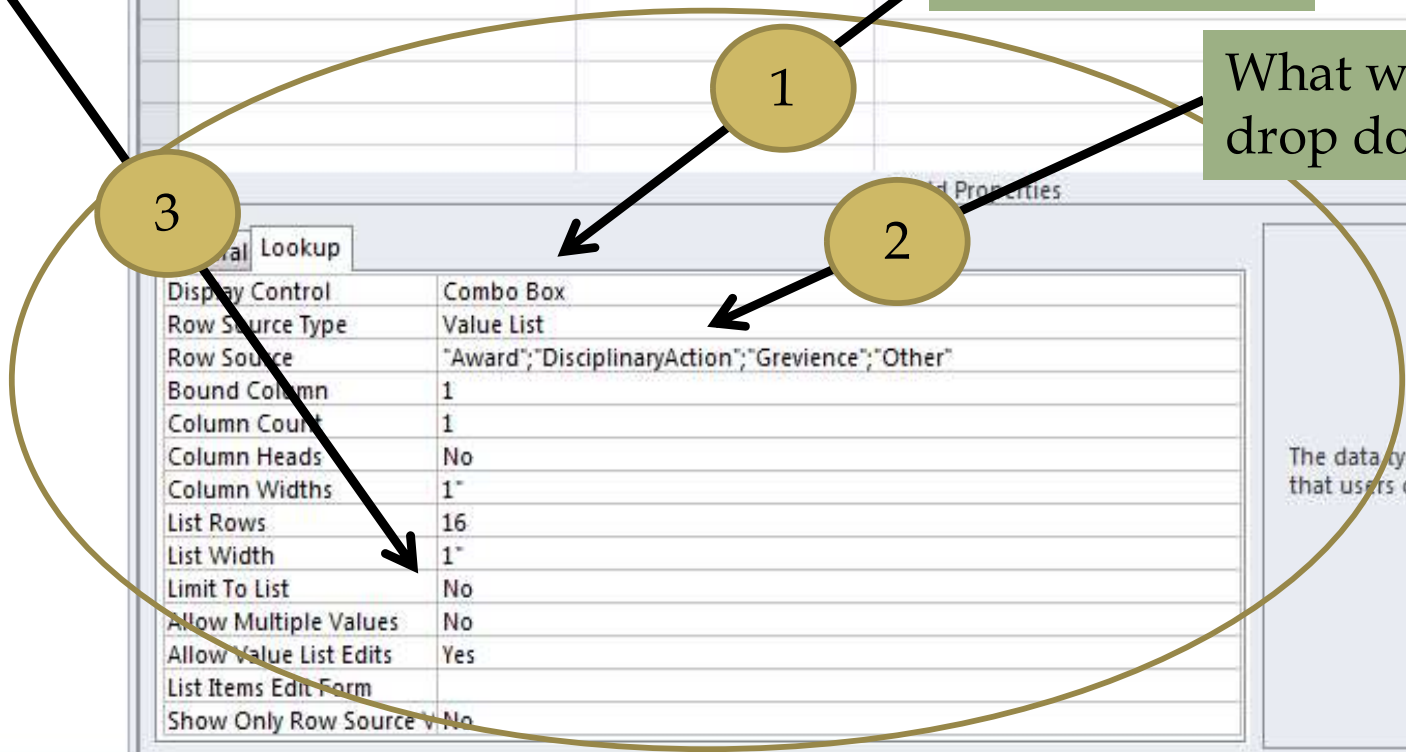 What w
drop do
1
2
3
Properties
Lookup
Display Control Combo Box
Row Source Type Value List
Row Source "Award";"DisciplinaryAction";"Grevience";"Other"
Bound Column 1
Column Count 1
Column Heads No
Column Widths 1"
List Rows 16
List Width 1"
Limit To List No
Allow Multiple Values No
Allow Value List Edits Yes
List Items Edit Form
Show Only Row Source V No
The data ty
that users